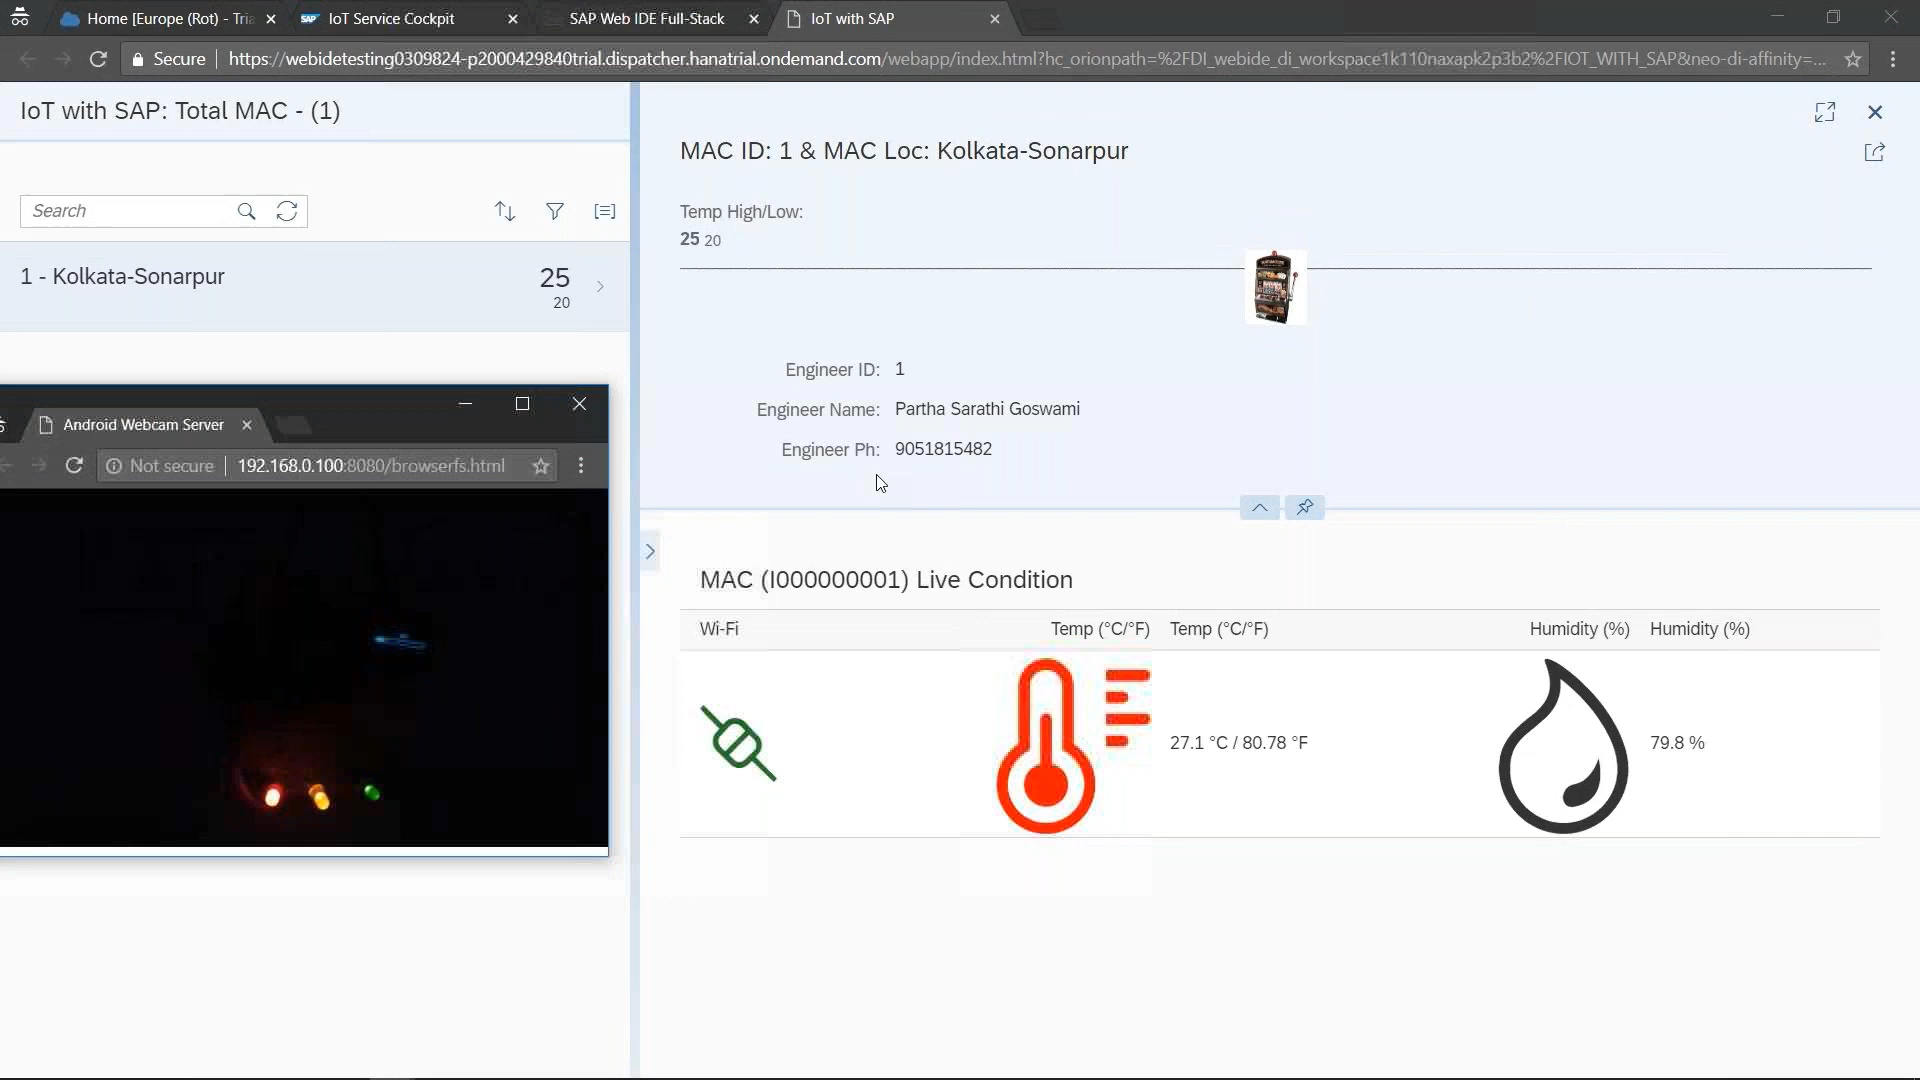 Home [Europe (Rot) - Tria
SAP IoT Service Cockpit
SAP Web IDE Full-Stack
IoT with SAP
Secure https://webidetesting0309824-p2000429840trial.dispatcher.hanatrial.ondemand.com/webapp/index.html?hc_orionpath=%2FDI_webide_di_workspace1k110naxapk2p3b2%2FIOT_WITH_SAP&neo-di-affinity=...
IoT with SAP: Total MAC - (1)
Search
1 - Kolkata-Sonarpur
25
20
Android Webcam Server
Not secure 192.168.0.100:8080/browserfs.html
MAC ID: 1 & MAC Loc: Kolkata-Sonarpur
Temp High/Low:
25 20
Engineer ID: 1
Engineer Name: Partha Sarathi Goswami
Engineer Ph: 9051815482
MAC (I000000001) Live Condition
Wi-Fi Temp (°C/°F) Temp (°C/°F) Humidity (%) Humidity (%)
27.1 °C / 80.78 °F 79.8 %